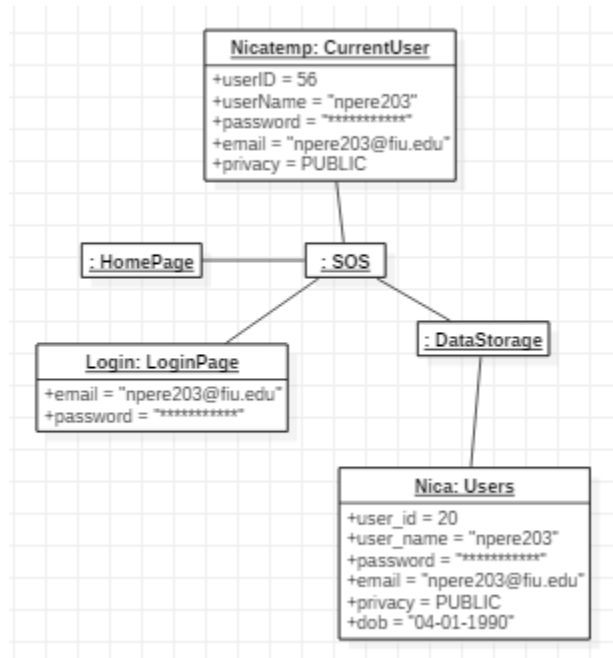 Nicatemp: CurrentUser
+userID = 56
+userName = "npere203"
+password = "***********"
+email = "npere203@fiu.edu"
+privacy = PUBLIC
: HomePage
: SOS
: DataStorage
Login: LoginPage
+email = "npere203@fiu.edu"
+password = "***********"
Nica: Users
+user_id = 20
+user_name = "npere203"
+password = "***********"
+email = "npere203@fiu.edu"
+privacy = PUBLIC
+dob = "04-01-1990"